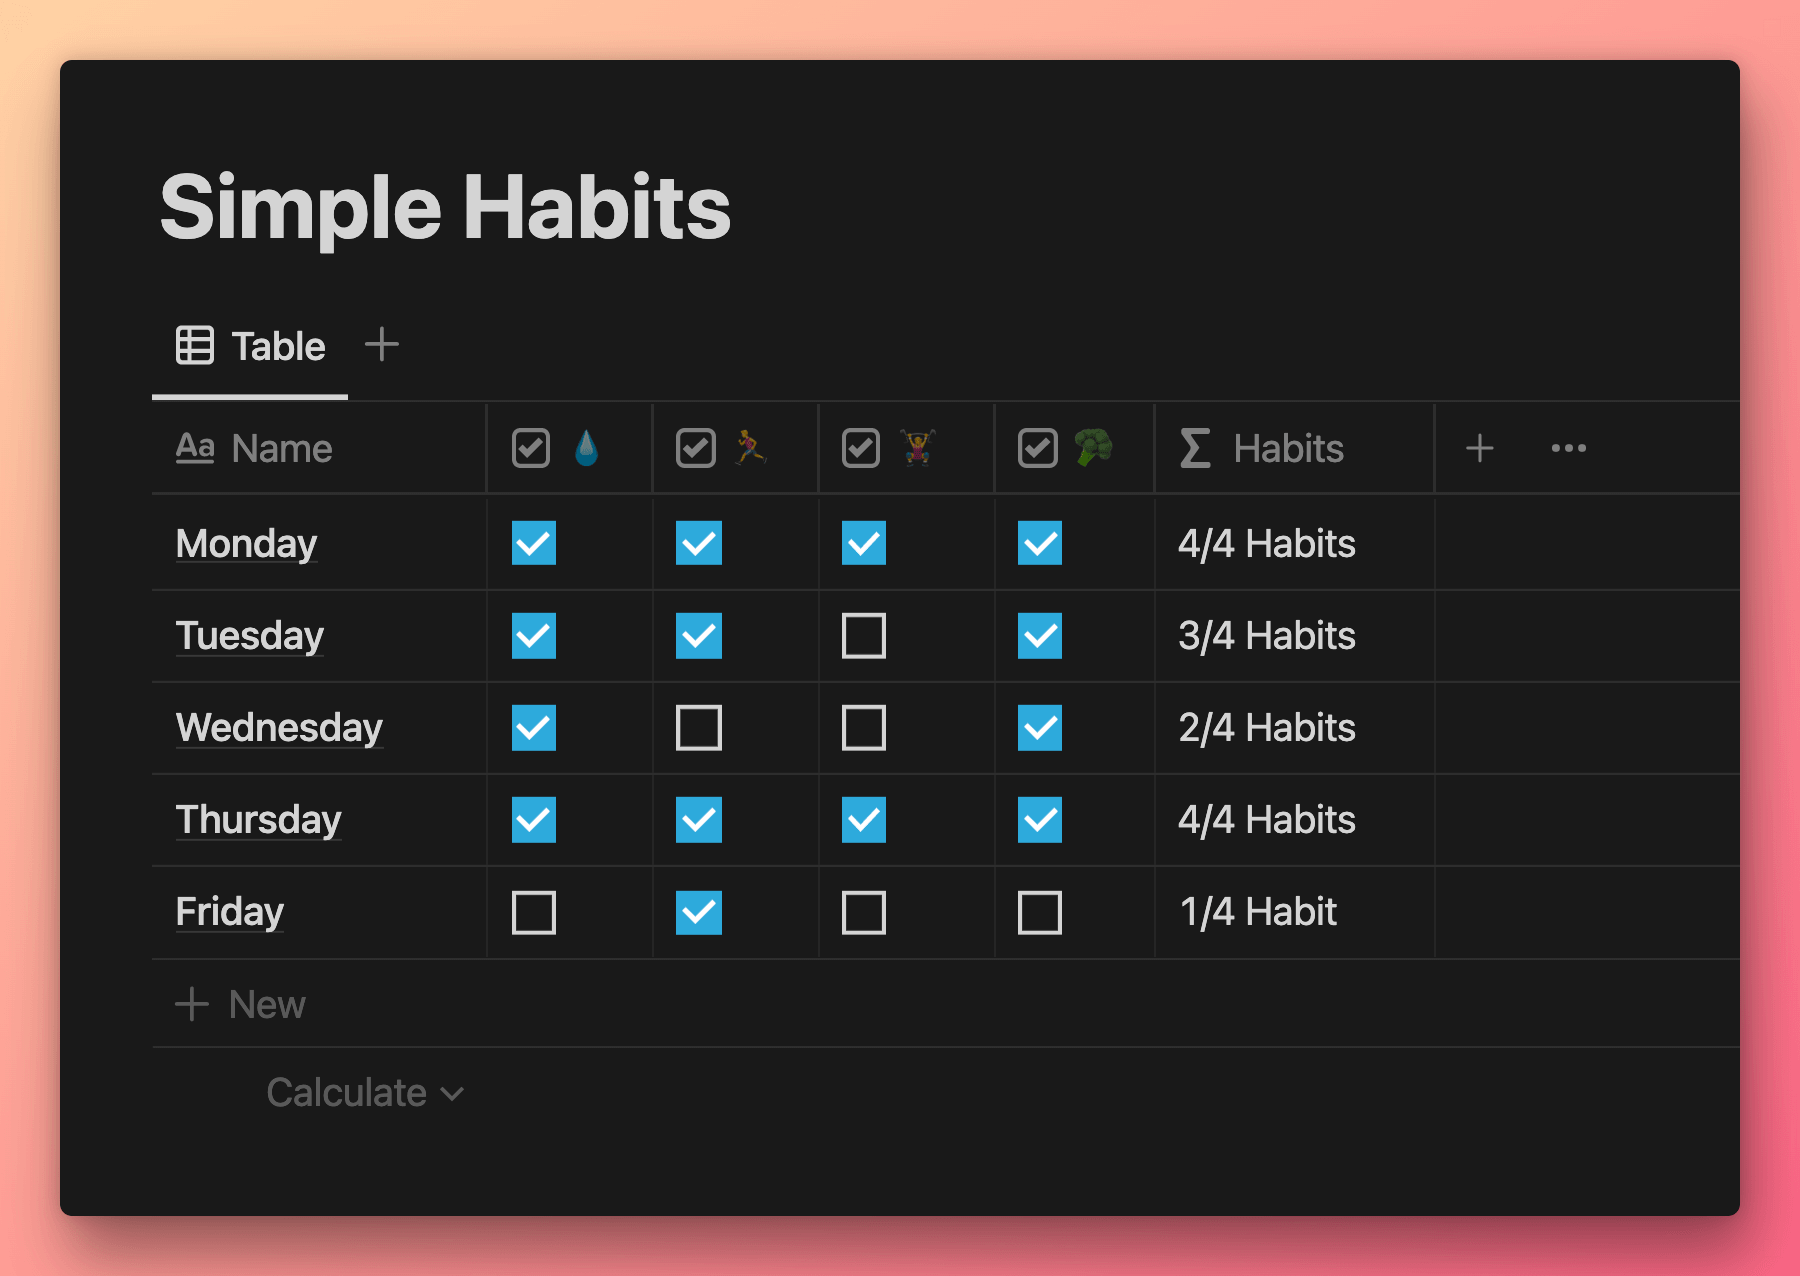 Simple Habits
Table
Aa Name Habits
Monday 4/4 Habits
Tuesday 3/4 Habits
Wednesday 2/4 Habits
Thursday 4/4 Habits
Friday 1/4 Habit
New
Calculate